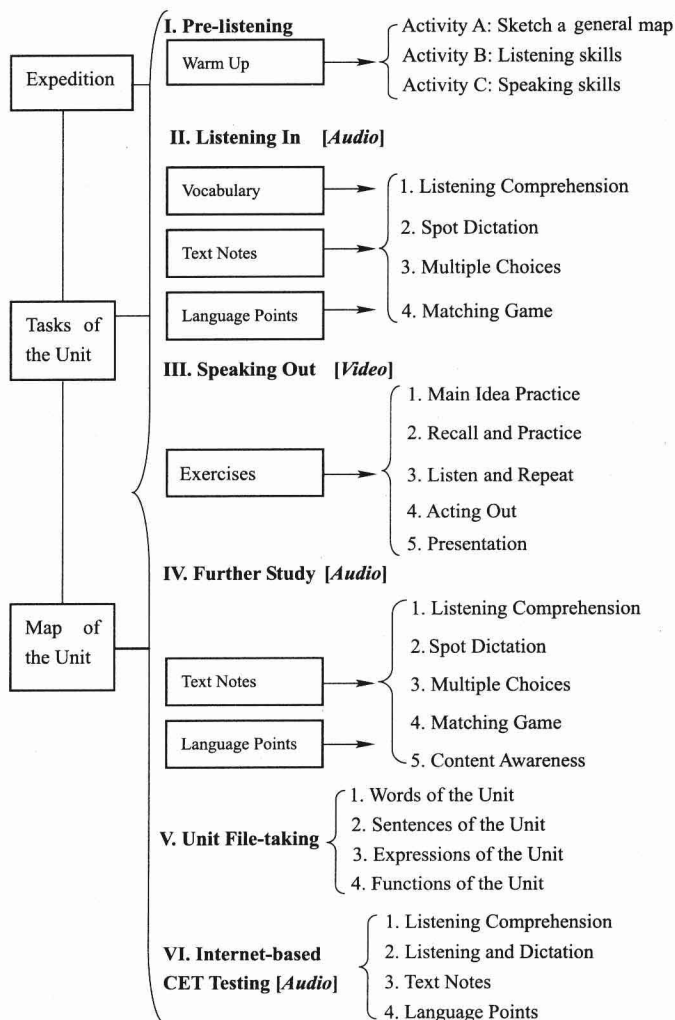 Expedition
Tasks of
the Unit
Map of
the Unit
I. Pre-listening
Warm Up
Activity A: Sketch a general map
Activity B: Listening skills
Activity C: Speaking skills
II. Listening In [Audio]
Vocabulary
Text Notes
Language Points
1. Listening Comprehension
2. Spot Dictation
3. Multiple Choices
4. Matching Game
III. Speaking Out [Video]
Exercises
1. Main Idea Practice
2. Recall and Practice
3. Listen and Repeat
4. Acting Out
5. Presentation
IV. Further Study [Audio]
Text Notes
Language Points
1. Listening Comprehension
2. Spot Dictation
3. Multiple Choices
4. Matching Game
5. Content Awareness
V. Unit File-taking
1. Words of the Unit
2. Sentences of the Unit
3. Expressions of the Unit
4. Functions of the Unit
VI. Internet-based
CET Testing [Audio]
1. Listening Comprehension
2. Listening and Dictation
3. Text Notes
4. Language Points